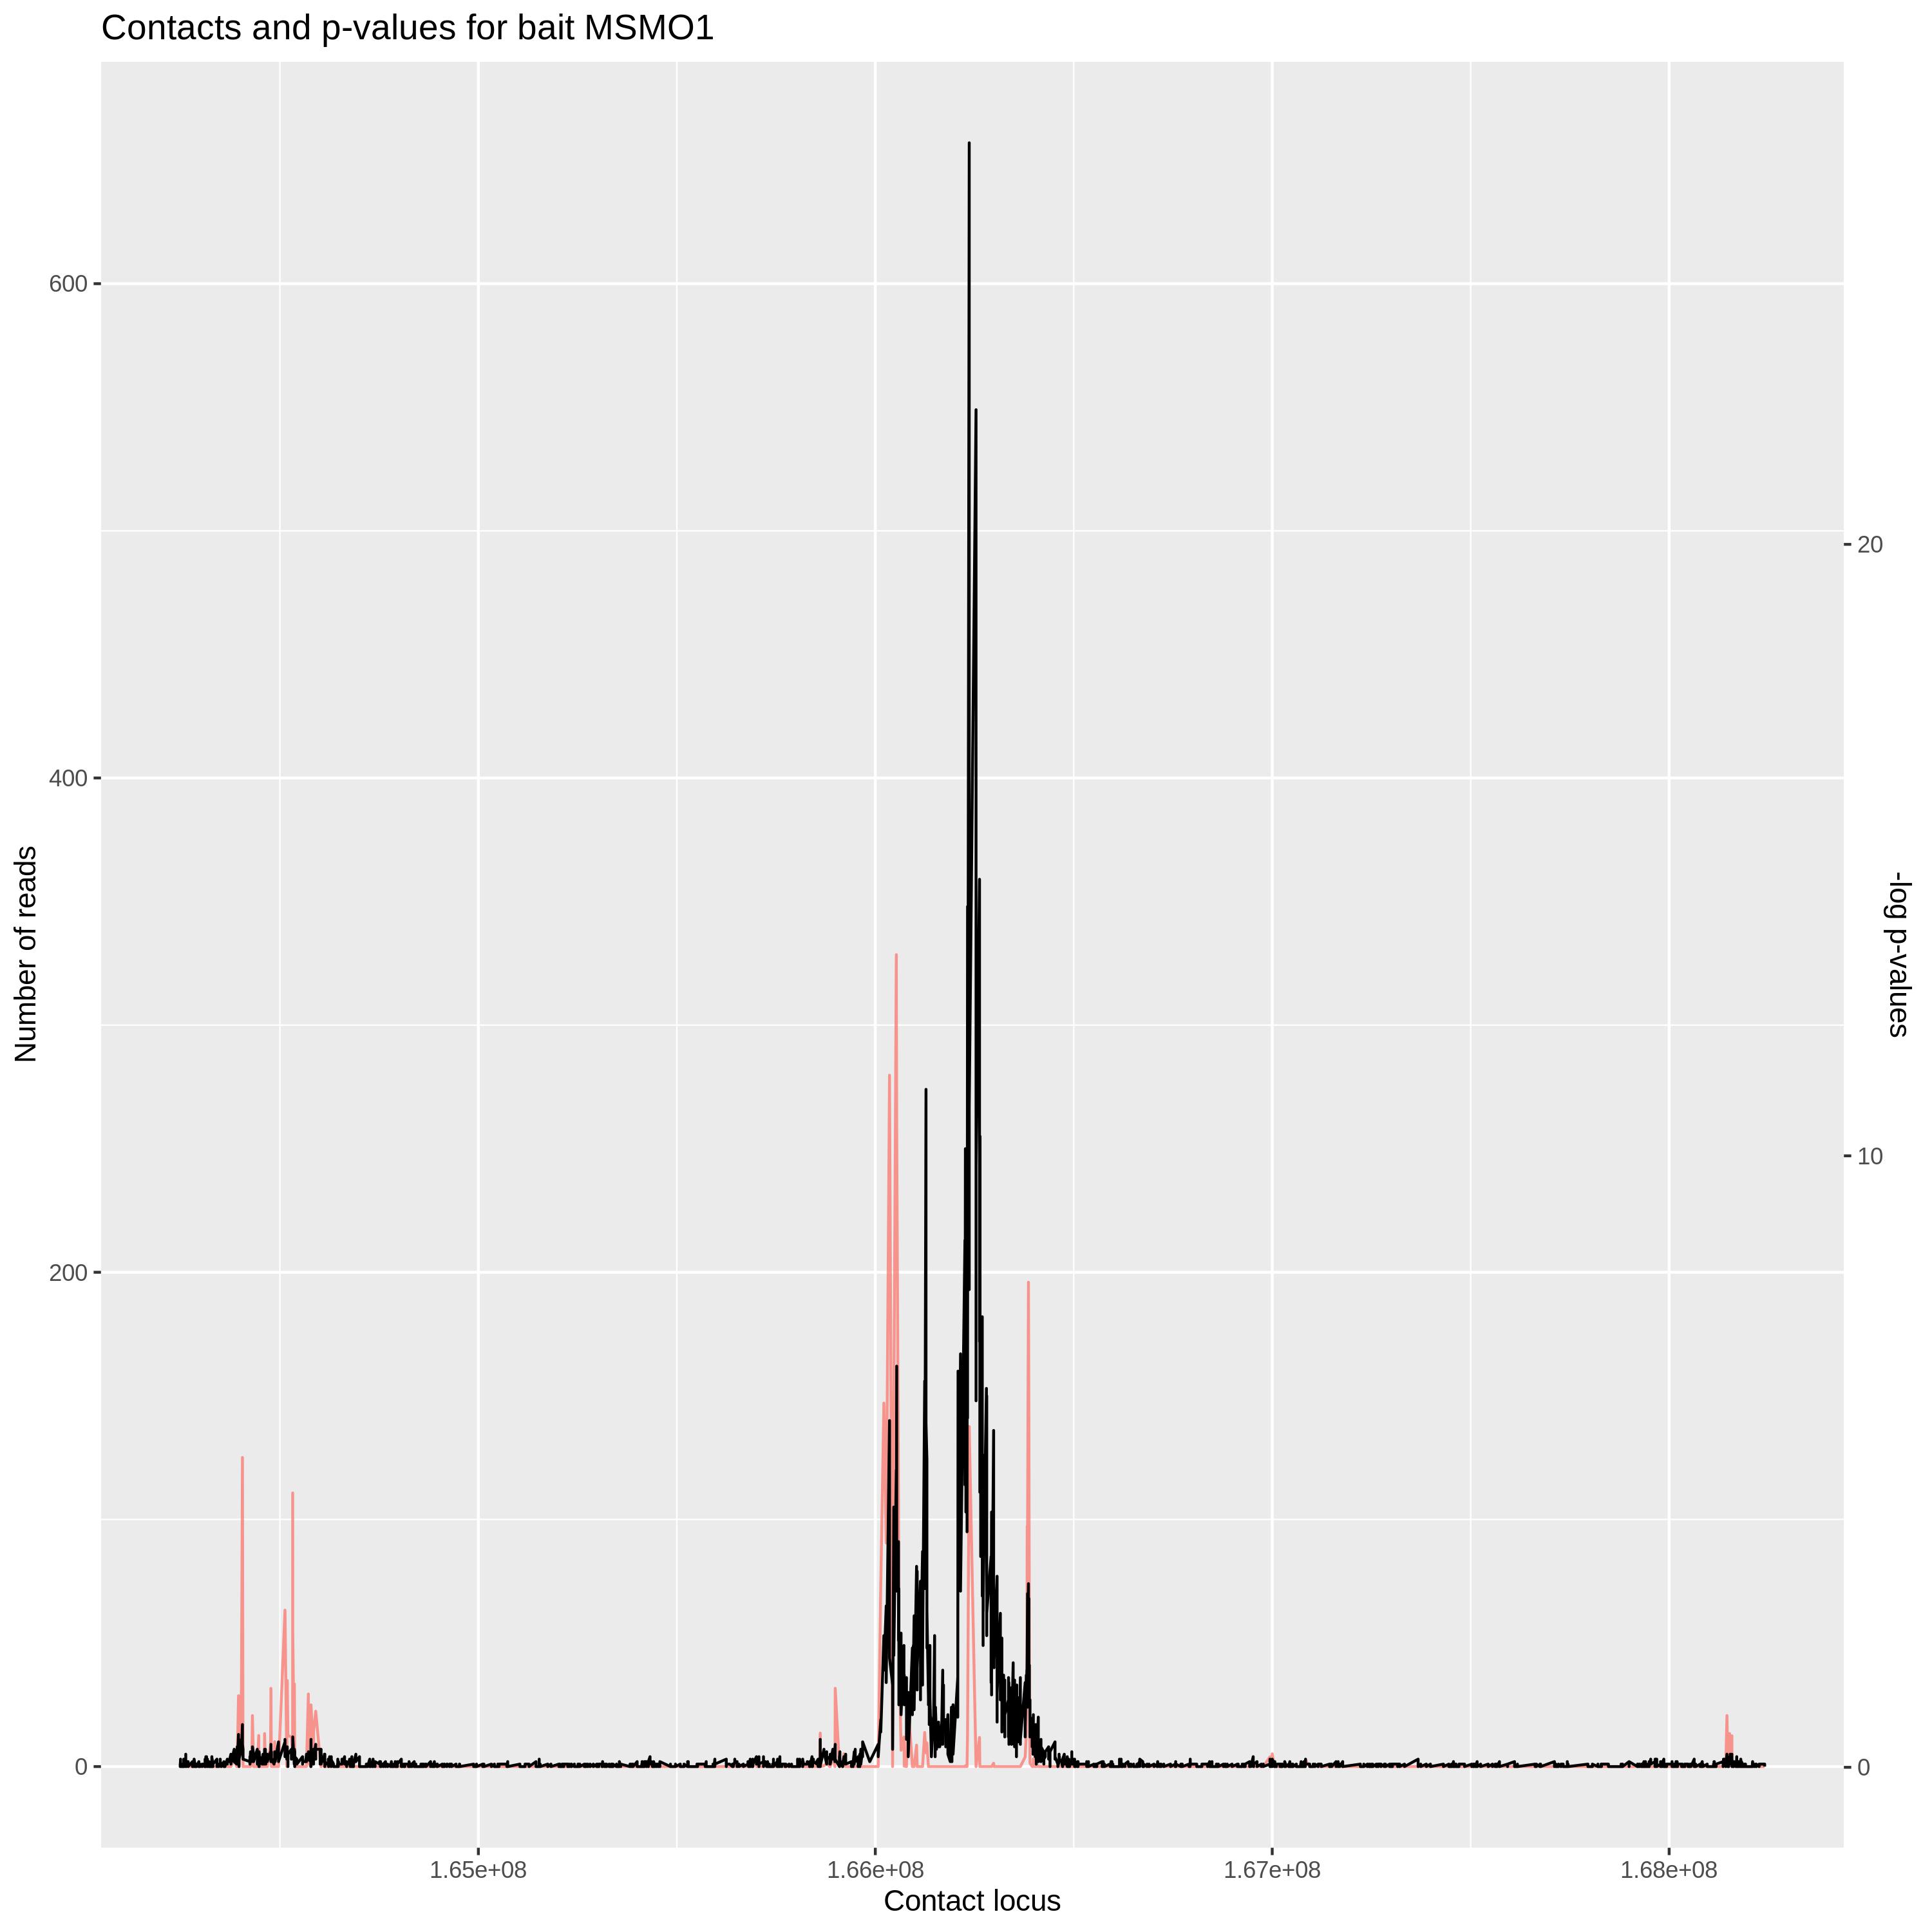 Contacts and p-values for bait MSMO1
600
400
200
0
Number of reads
20
10
0
-log p-values
1.65e+08
1.66e+08
1.67e+08
1.68e+08
Contact locus